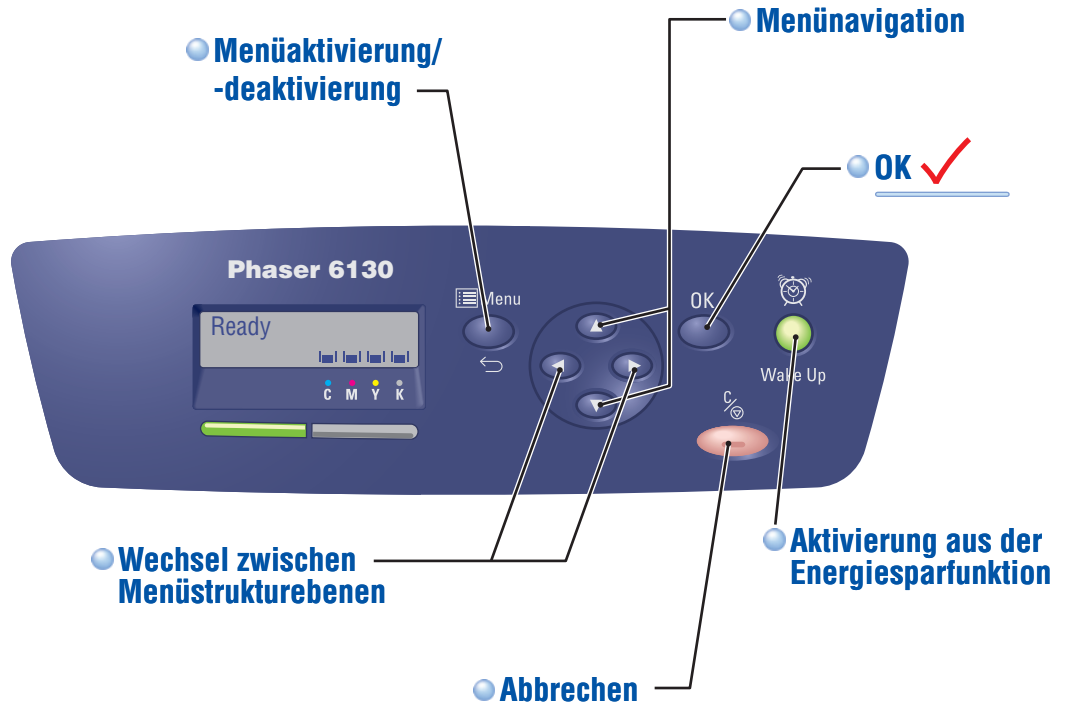 Menünavigation
Menüaktivierung/
-deaktivierung
OK
Phaser 6130
Menu
OK
Ready
C M Y K
Wake Up
C
Wechsel zwischen
Menüstrukturebenen
Aktivierung aus der
Energiesparfunktion
Abbrechen